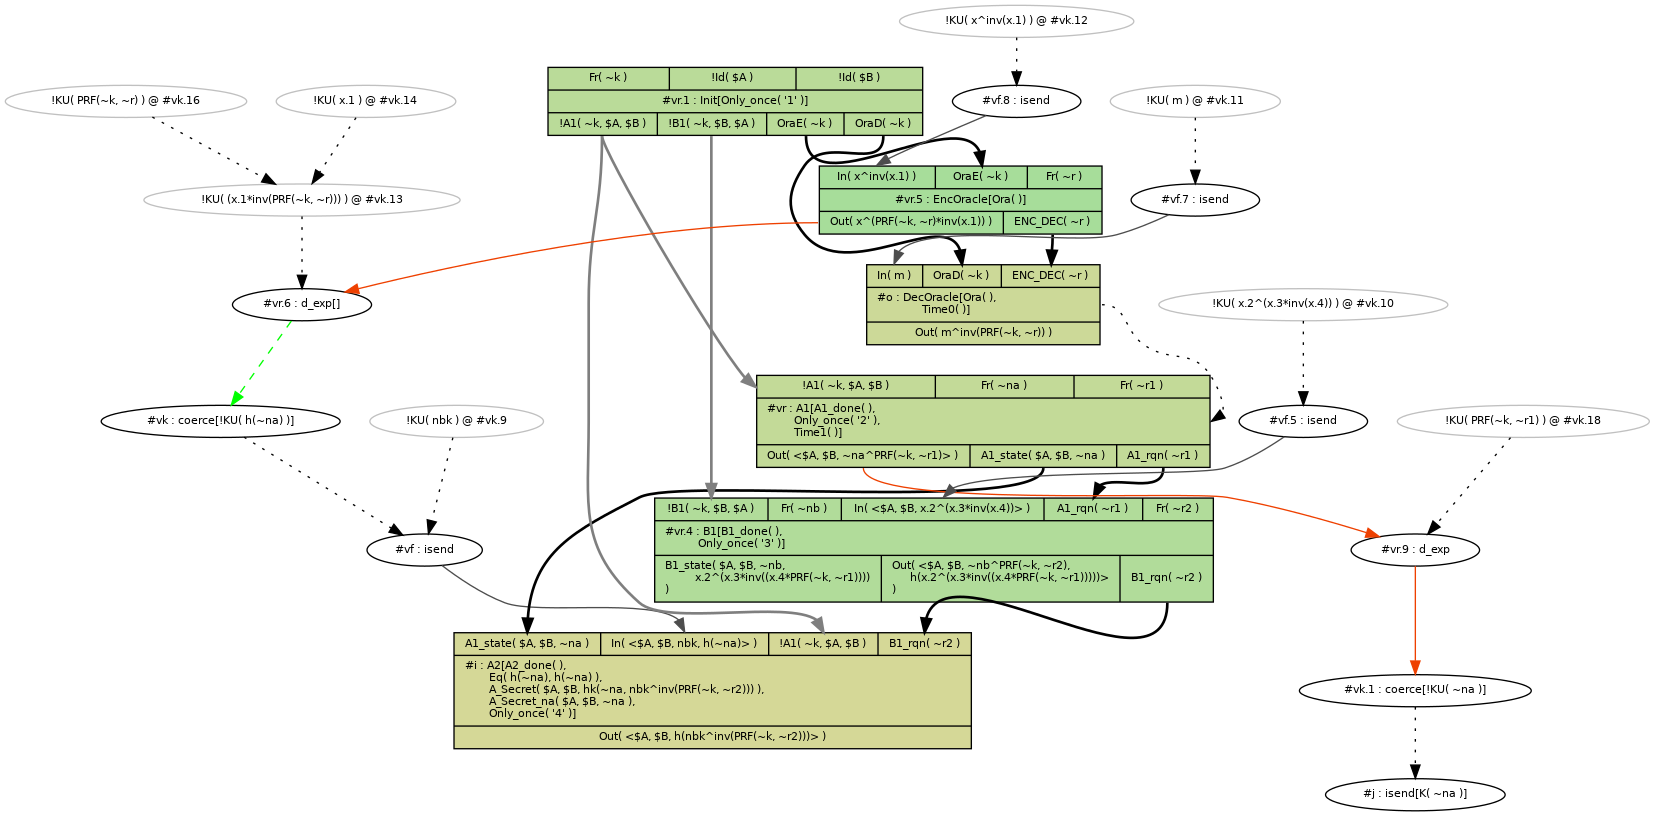 !KU( x^inv(x.1) ) @ #vk.12
Fr( ~k )
!Id( $A )
!Id( $B )
#vr.1 : Init[Only_once( '1' )]
!A1( ~k, $A, $B )
!B1( ~k, $B, $A )
OraE( ~k )
OraD( ~k )
!KU( PRF(~k, ~r) ) @ #vk.16
!KU( x.1 ) @ #vk.14
#vf.8 : isend
!KU( m ) @ #vk.11
!KU( (x.1*inv(PRF(~k, ~r))) ) @ #vk.13
In( x^inv(x.1) )
OraE( ~k )
Fr( ~r )
#vr.5 : EncOracle[Ora( )]
Out( x^(PRF(~k, ~r)*inv(x.1)) )
ENC_DEC( ~r )
#vf.7 : isend
#vr.6 : d_exp[]
In( m )
OraD( ~k )
ENC_DEC( ~r )
#o : DecOracle[Ora( ),
Time0( )]
Out( m^inv(PRF(~k, ~r)) )
!KU( x.2^(x.3*inv(x.4)) ) @ #vk.10
!A1( ~k, $A, $B )
Fr( ~na )
Fr( ~r1 )
#vr : A1[A1_done( ),
Only_once( '2' ),
Time1( )]
Out( <$A, $B, ~na^PRF(~k, ~r1)> )
A1_state( $A, $B, ~na )
A1_rqn( ~r1 )
#vk : coerce[!KU( h(~na) )]
!KU( nbk ) @ #vk.9
#vf.5 : isend
!KU( PRF(~k, ~r1) ) @ #vk.18
!B1( ~k, $B, $A )
Fr( ~nb )
In( <$A, $B, x.2^(x.3*inv(x.4))> )
A1_rqn( ~r1 )
Fr( ~r2 )
#vr.4 : B1[B1_done( ),
Only_once( '3' )]
B1_state( $A, $B, ~nb,
x.2^(x.3*inv((x.4*PRF(~k, ~r1))))
)
Out( <$A, $B, ~nb^PRF(~k, ~r2),
h(x.2^(x.3*inv((x.4*PRF(~k, ~r1)))))>
)
B1_rqn( ~r2 )
#vf : isend
#vr.9 : d_exp
A1_state( $A, $B, ~na )
In( <$A, $B, nbk, h(~na)> )
!A1( ~k, $A, $B )
B1_rqn( ~r2 )
#i : A2[A2_done( ),
Eq( h(~na), h(~na) ),
A_Secret( $A, $B, hk(~na, nbk^inv(PRF(~k, ~r2))) ),
A_Secret_na( $A, $B, ~na ),
Only_once( '4' )]
Out( <$A, $B, h(nbk^inv(PRF(~k, ~r2)))> )
#vk.1 : coerce[!KU( ~na )]
#j : isend[K( ~na )]